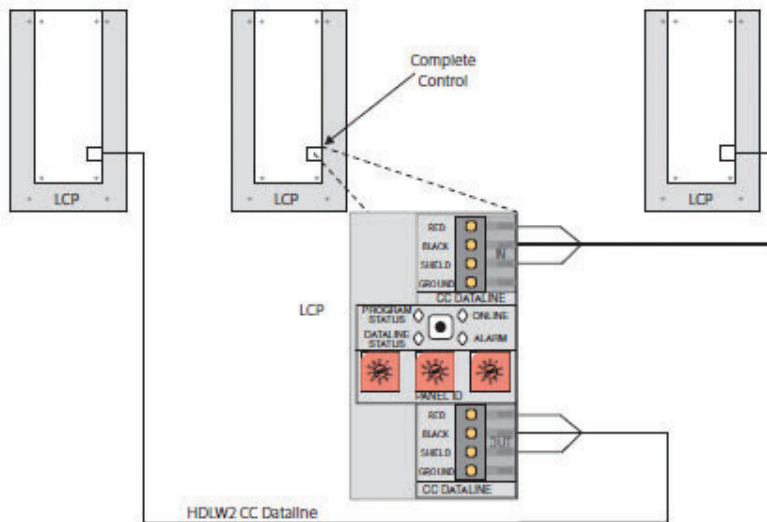 Complete
Control
LCP
LCP
LCP
LCP
RED
BLACK
SHIELD
GROUND
IN
CC DATALINE
PROGRAM
STATUS
ONLINE
DATALINE
STATUS
ALARM
PANEL ID
RED
BLACK
SHIELD
GROUND
OUT
CC DATALINE
HDLW2 CC Dataline